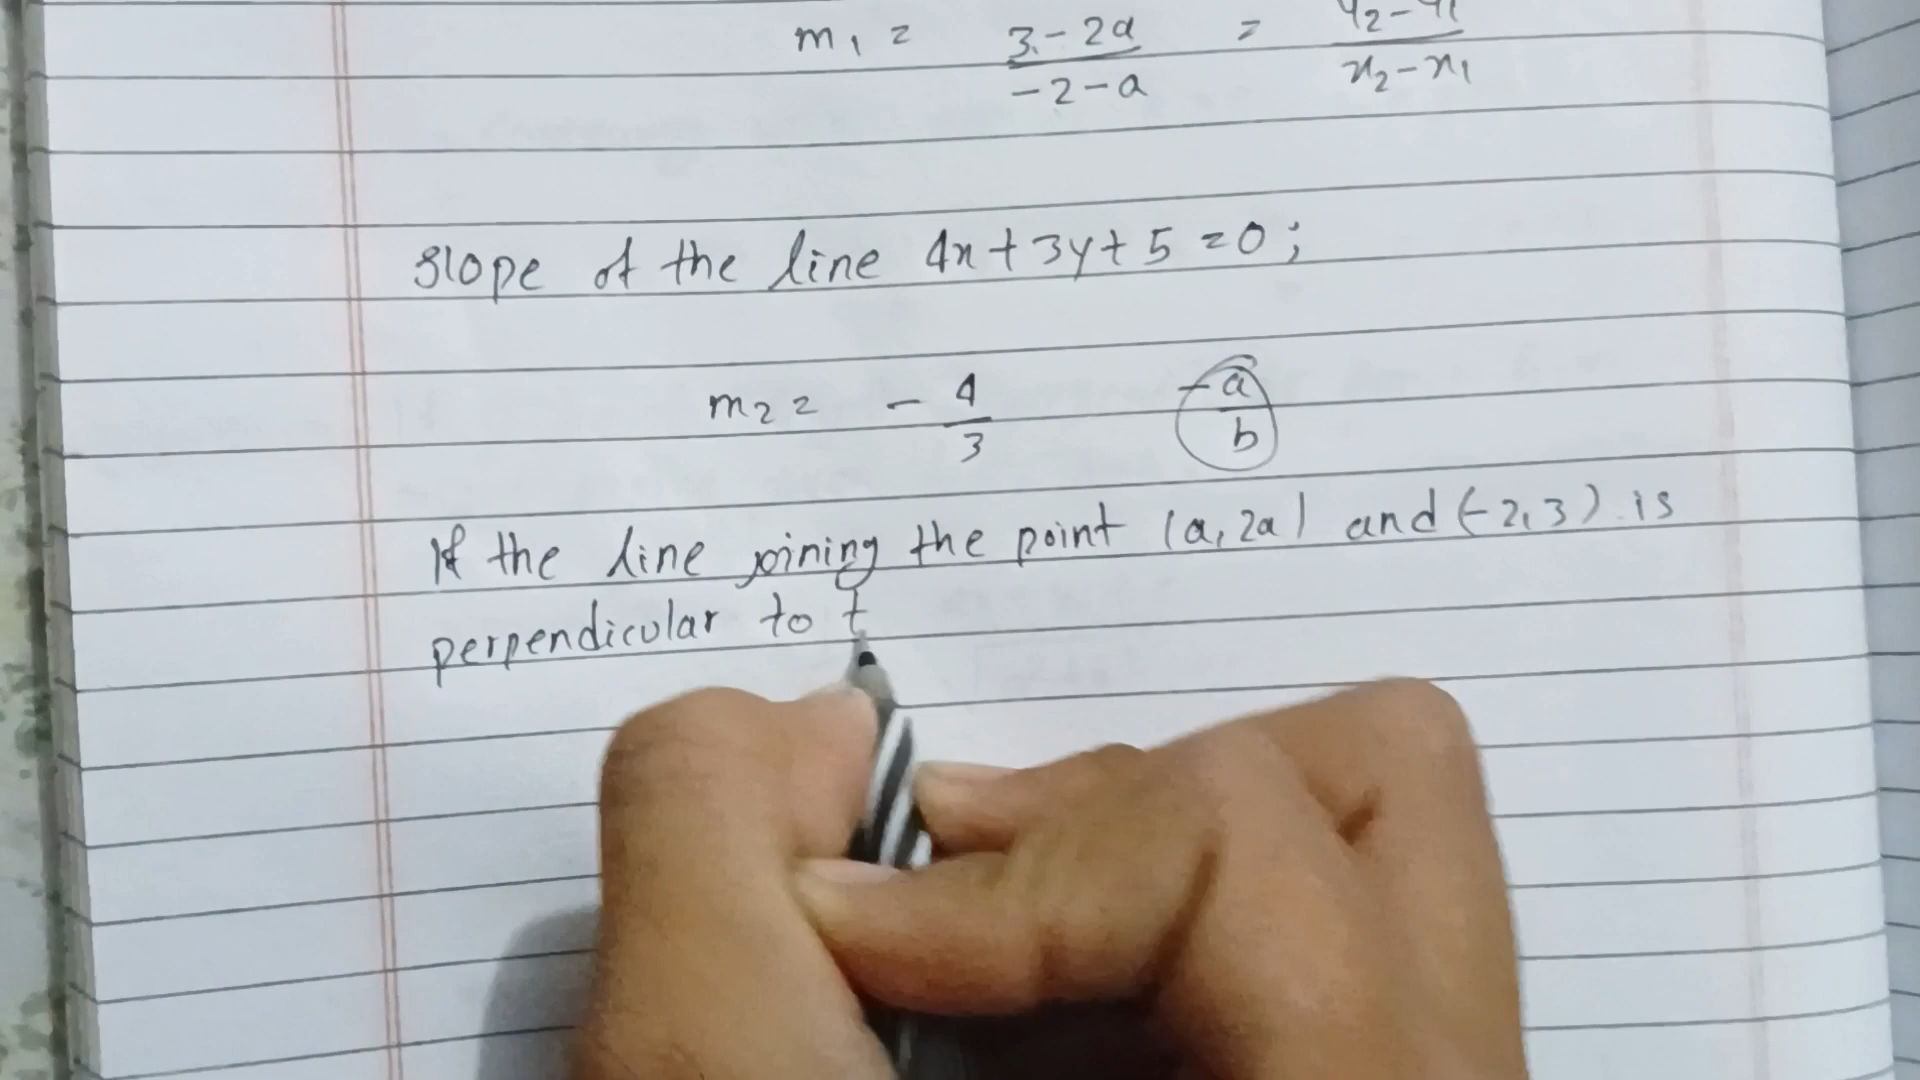 m₁ = 3-2a/-2-a = y₂-y₁/x₂-x₁
slope of the line 4x+3y+5=0;
m₂ = -4/3 -a/b
If the line joining the point (a, 2a) and (-2,3) is
perpendicular to t